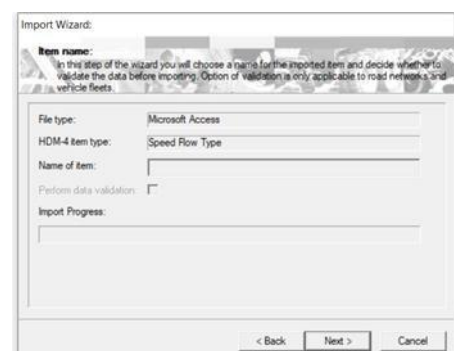 Import Wizard:
Item name:
In this step of the wizard you will choose a name for the imported item and decide whether to
validate the data before importing. Option of validation is only applicable to road networks and
vehicle fleets.
File type: Microsoft Access
HDM-4 item type: Speed Flow Type
Name of item:
Perform data validation:
Import Progress:
< Back Next > Cancel